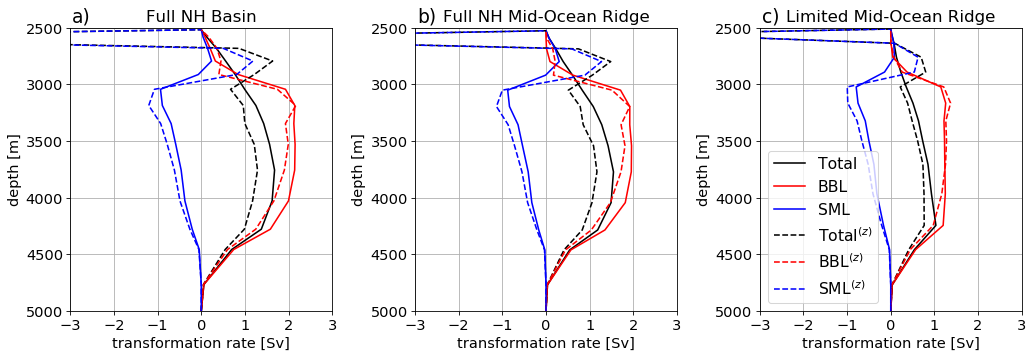 a) Full NH Basin
2500
3000
3500
4000
4500
5000
depth [m]
−3 −2 −1 0 1 2 3
transformation rate [Sv]
b) Full NH Mid-Ocean Ridge
2500
3000
3500
4000
4500
5000
depth [m]
−3 −2 −1 0 1 2 3
transformation rate [Sv]
c) Limited Mid-Ocean Ridge
2500
3000
3500
4000
4500
5000
depth [m]
Total
BBL
SML
Total(z)
BBL(z)
SML(z)
−3 −2 −1 0 1 2 3
transformation rate [Sv]